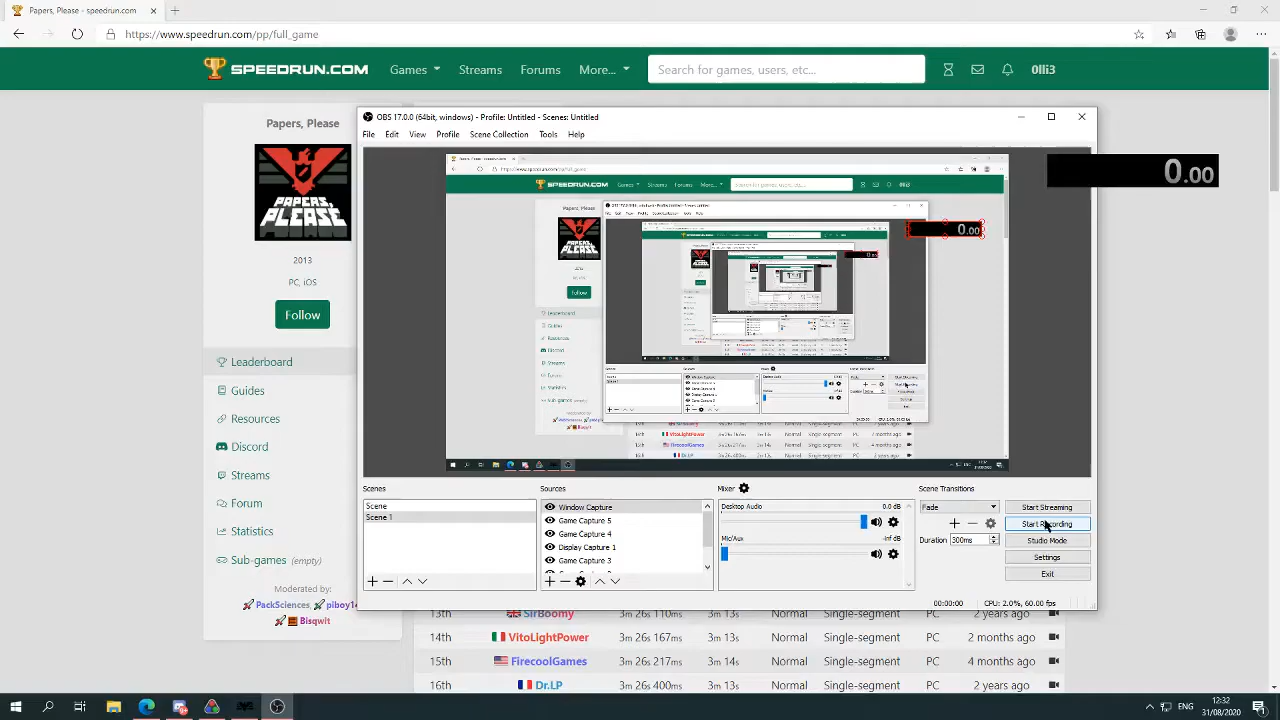 Papers, Please - speedrun.com
https://www.speedrun.com/pp/full_game
SPEEDRUN.COM Games Streams Forums More... Search for games, users, etc... 0lli3
Papers, Please
PAPERS,
PLEASE
2013
PC, iOS
Follow
Leaderboard
Guides
Resources
Discord
Streams
Forum
Statistics
Sub-games (empty)
Moderated by:
PackSciences, piboy14
Bisqwit
OBS 17.0.0 (64bit, windows) - Profile: Untitled - Scenes: Untitled
File Edit View Profile Scene Collection Tools Help
0.00
Scenes
Scene
Scene 1
Sources
Window Capture
Game Capture 5
Game Capture 4
Display Capture 1
Game Capture 3
Mixer
Desktop Audio 0.0 dB
Mic/Aux -inf dB
Scene Transitions
Fade
Duration 300ms
Start Streaming
Start Recording
Studio Mode
Settings
Exit
00:00:00 CPU: 2.0%, 60.00 fps
13th SirBoomy 3m 26s 3m 13s Normal Single-segment PC 2 years ago
14th VitoLightPower 3m 26s 167ms 3m 13s Normal Single-segment PC 2 months ago
15th FirecoolGames 3m 26s 217ms 3m 14s Normal Single-segment PC 4 months ago
16th Dr.LP 3m 26s 400ms 3m 13s Normal Single-segment PC 2 years ago
ENG
12:32
31/08/2020